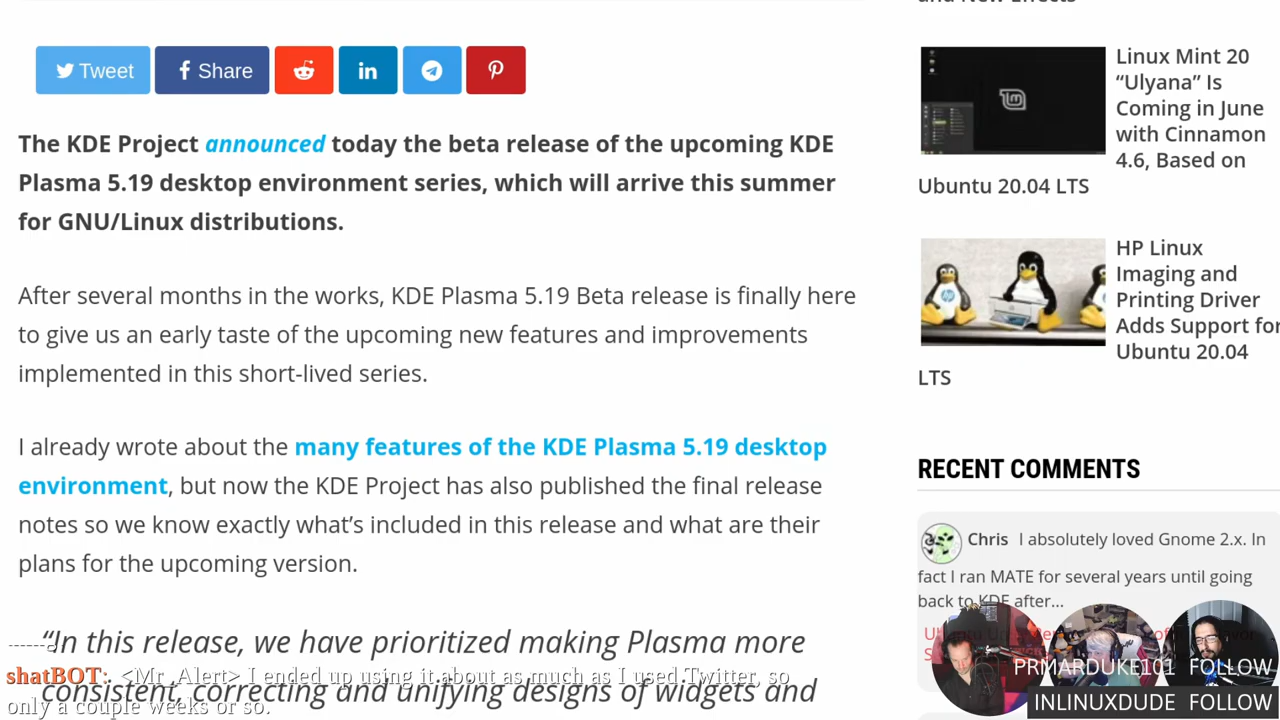 Tweet
Share
The KDE Project announced today the beta release of the upcoming KDE
Plasma 5.19 desktop environment series, which will arrive this summer
for GNU/Linux distributions.
After several months in the works, KDE Plasma 5.19 Beta release is finally here
to give us an early taste of the upcoming new features and improvements
implemented in this short-lived series.
I already wrote about the many features of the KDE Plasma 5.19 desktop
environment, but now the KDE Project has also published the final release
notes so we know exactly what’s included in this release and what are their
plans for the upcoming version.
“In this release, we have prioritized making Plasma more
consistent, correcting and unifying designs of widgets and
shatBOT: <Mr_Alert> I ended up using it about as much as I used Twitter, so
only a couple weeks or so.
and New Effects
Linux Mint 20
“Ulyana” Is
Coming in June
with Cinnamon
4.6, Based on
Ubuntu 20.04 LTS
HP Linux
Imaging and
Printing Driver
Adds Support for
Ubuntu 20.04
LTS
RECENT COMMENTS
Chris I absolutely loved Gnome 2.x. In
fact I ran MATE for several years until going
back to KDE after...
PRMARDUKE101 FOLLOW
INLINUXDUDE FOLLOW